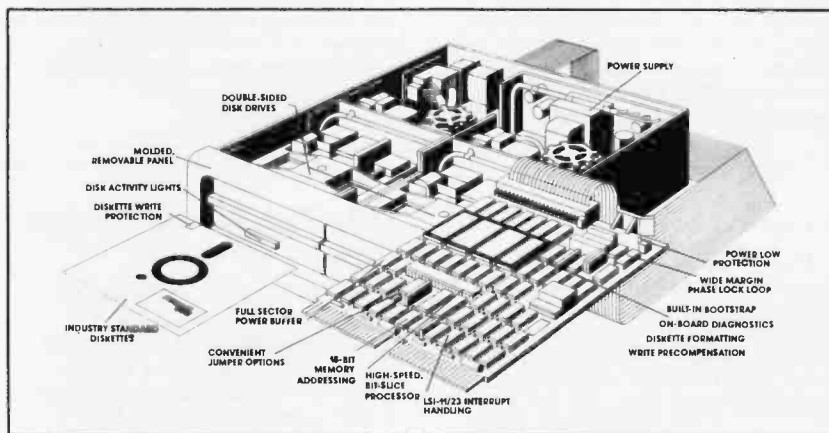 POWER SUPPLY
DOUBLE-SIDED
DISK DRIVES
MOLDED,
REMOVABLE PANEL
DISK ACTIVITY LIGHTS
DISKETTE WRITE
PROTECTION
INDUSTRY STANDARD
DISKETTES
FULL SECTOR
POWER BUFFER
CONVENIENT
JUMPER OPTIONS
18-BIT
MEMORY
ADDRESSING
HIGH-SPEED,
BIT-SLICE
PROCESSOR
LSI-11/23 INTERRUPT
HANDLING
POWER LOW
PROTECTION
WIDE MARGIN
PHASE LOCK LOOP
BUILT-IN BOOTSTRAP
ON-BOARD DIAGNOSTICS
DISKETTE FORMATTING
WRITE PRECOMPENSATION